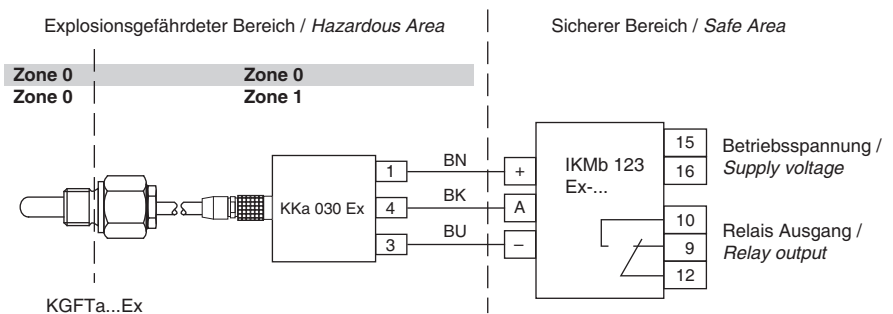 Explosionsgefährdeter Bereich / Hazardous Area
Sicherer Bereich / Safe Area
Zone 0 Zone 0
Zone 0 Zone 1
KKa 030 Ex
1 BN +
4 BK A
3 BU –
IKMb 123
Ex-...
15
16
Betriebsspannung /
Supply voltage
10
9
12
Relais Ausgang /
Relay output
KGFTa...Ex